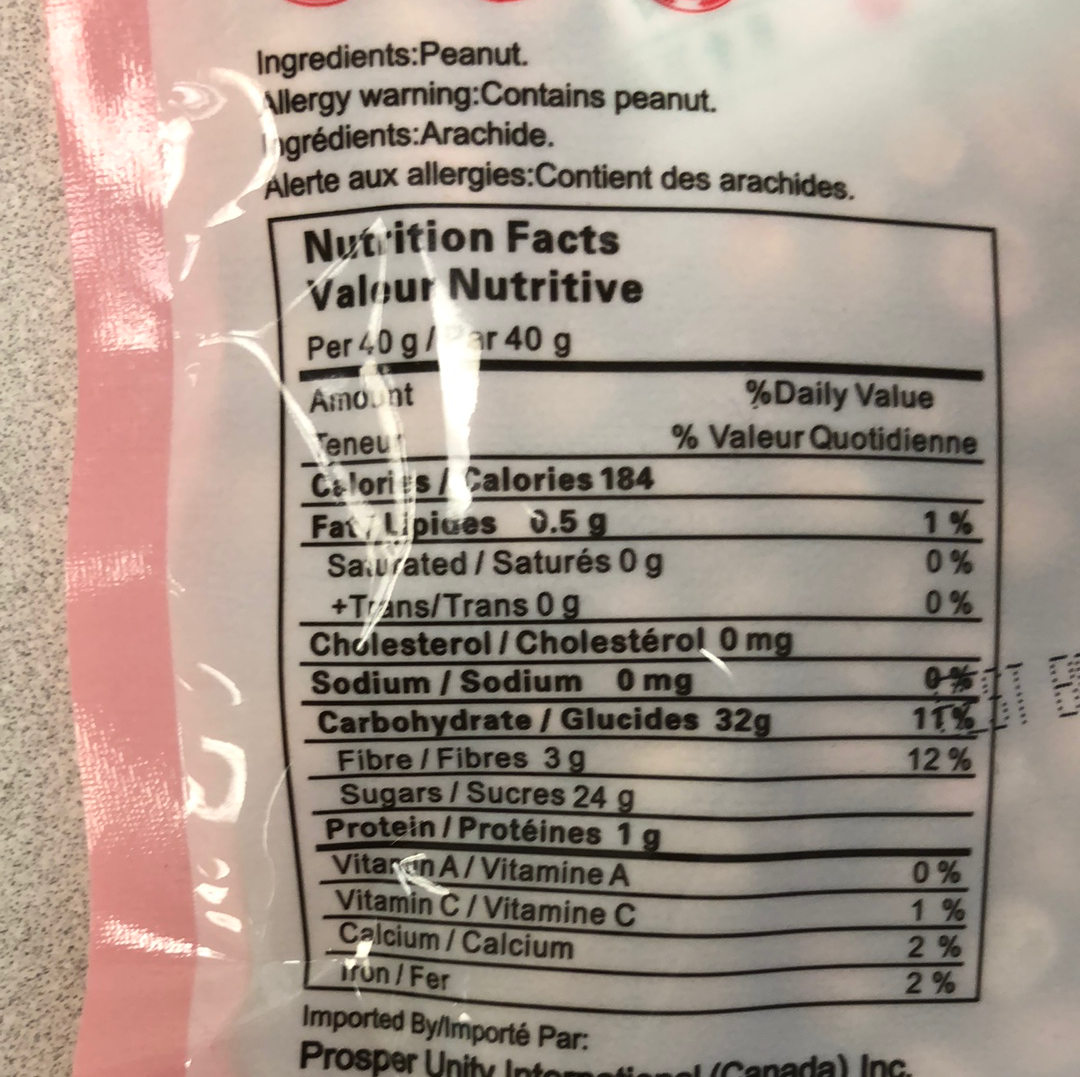 Ingredients:Peanut.
Allergy warning:Contains peanut.
Ingrédients:Arachide.
Alerte aux allergies:Contient des arachides.
Nutrition Facts
Valeur Nutritive
Per 40 g / Par 40 g
Amount %Daily Value
Teneur % Valeur Quotidienne
Calories / Calories 184
Fat / Lipides 0.5 g 1 %
Saturated / Saturés 0 g 0 %
+Trans/Trans 0 g 0 %
Cholesterol / Cholestérol 0 mg
Sodium / Sodium 0 mg 0 %
Carbohydrate / Glucides 32g 11%
Fibre / Fibres 3 g 12 %
Sugars / Sucres 24 g
Protein / Protéines 1 g
Vitamin A / Vitamine A 0 %
Vitamin C / Vitamine C 1 %
Calcium / Calcium 2 %
Iron / Fer 2 %
Imported By/Importé Par:
Prosper Unity International (Canada) Inc.